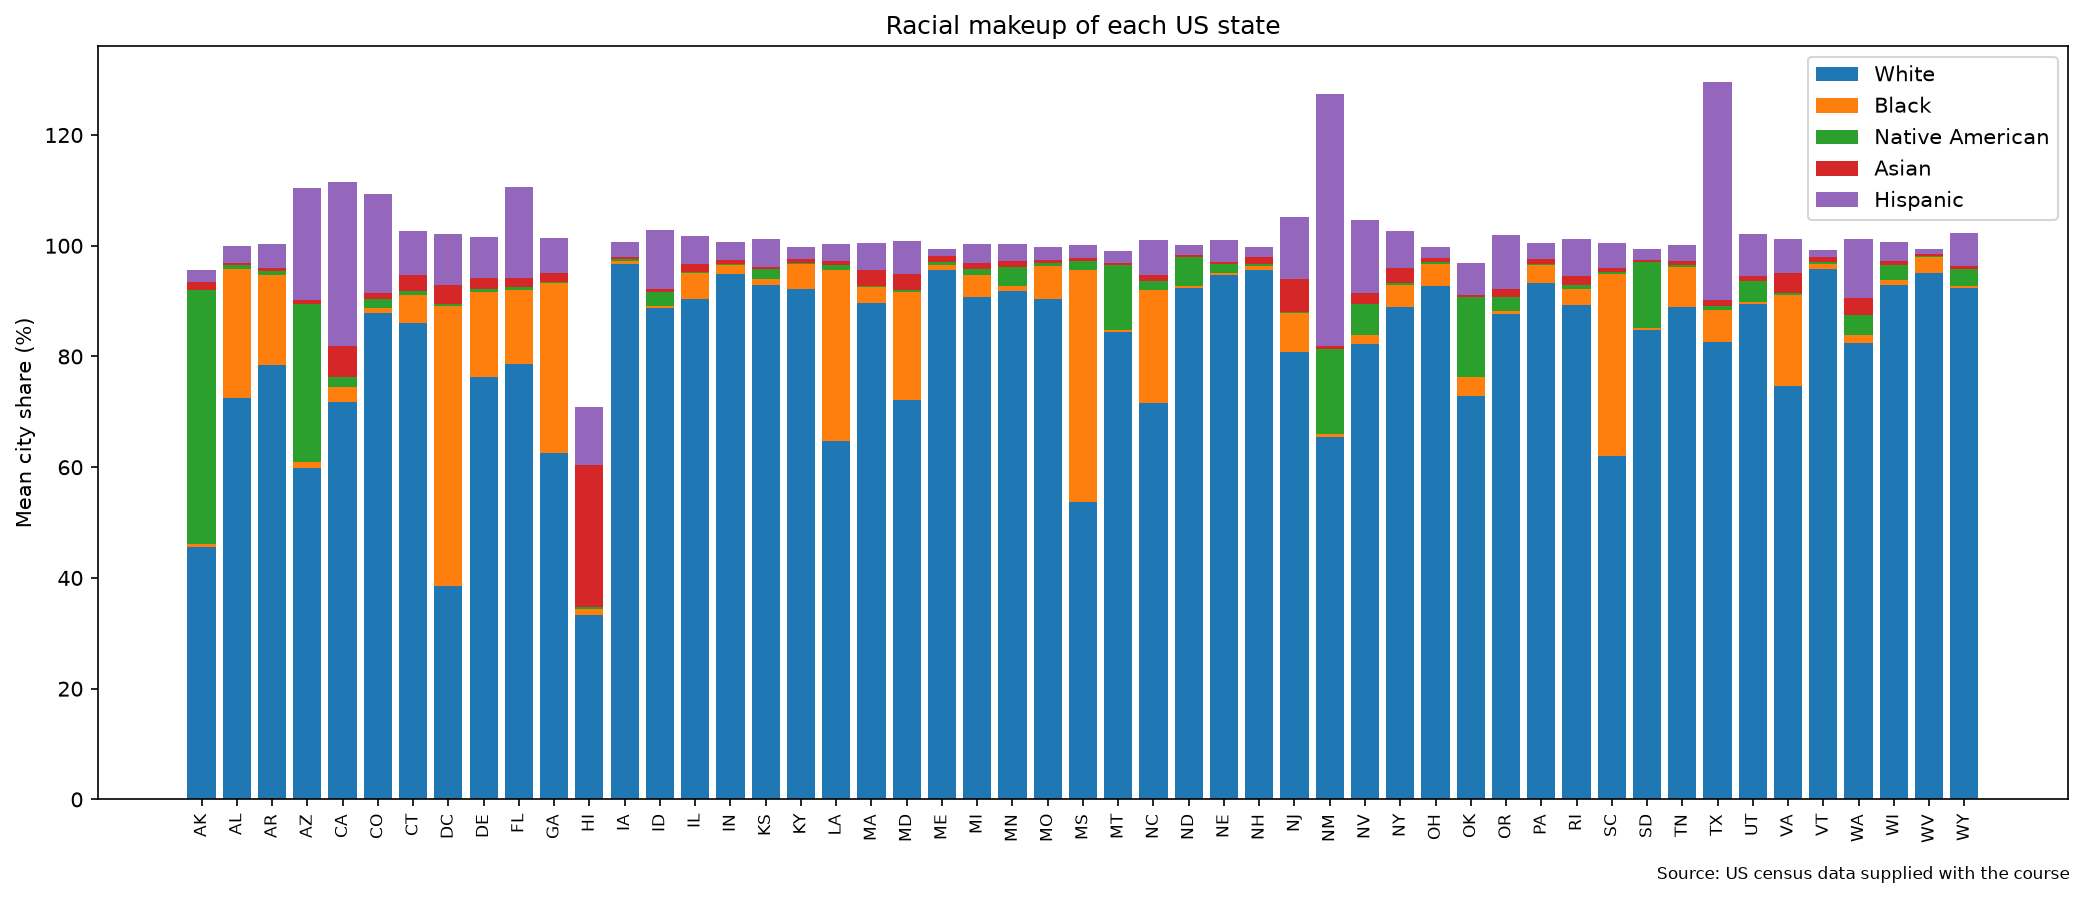 Racial makeup of each US state
Mean city share (%)
120
100
80
60
40
20
0
White
Black
Native American
Asian
Hispanic
AK AL AR AZ CA CO CT DC DE FL GA HI IA ID IL IN KS KY LA MA MD ME MI MN MO MS MT NC ND NE NH NJ NM NV NY OH OK OR PA RI SC SD TN TX UT VA VT WA WI WV WY
Source: US census data supplied with the course